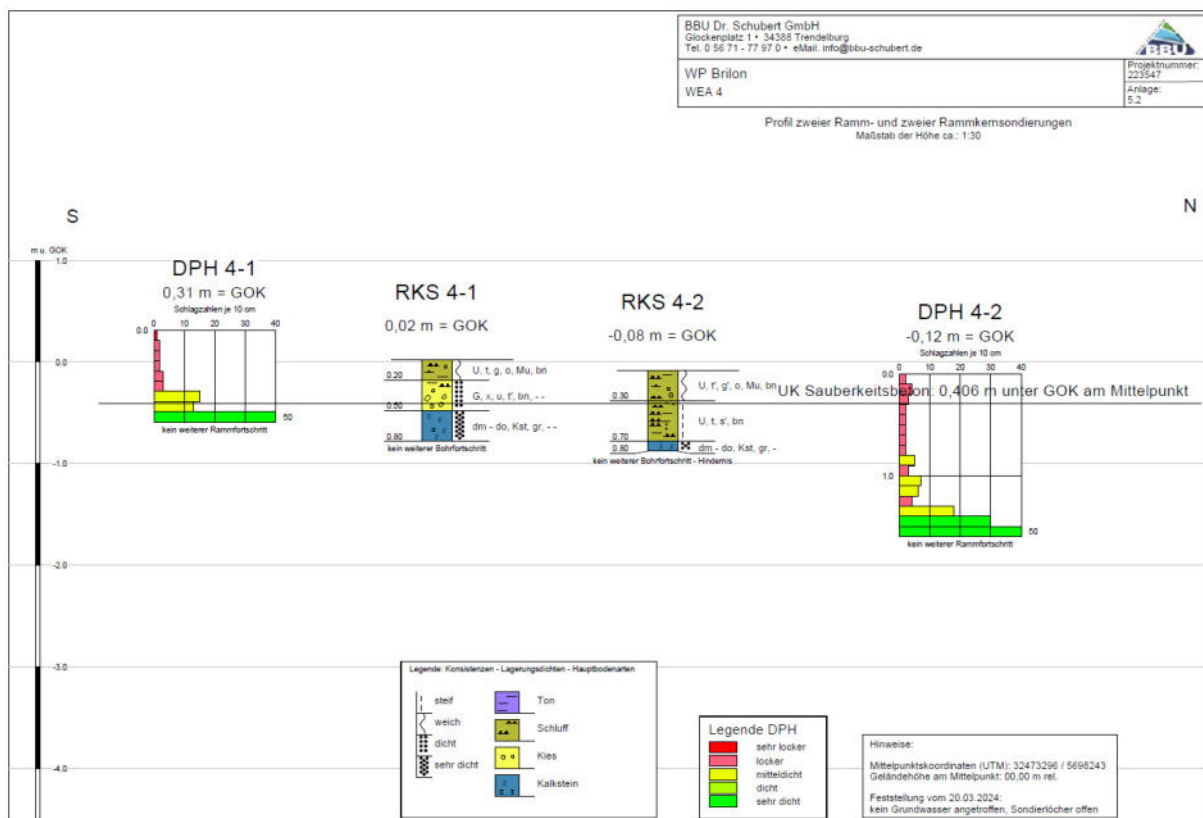 BBU Dr. Schubert GmbH
Glockenplatz 1 • 34388 Trendelburg
Tel. 0 56 71 - 77 97 0 • eMail. info@bbu-schubert.de
BBU
WP Brilon
WEA 4
Projektnummer:
223547
Anlage:
5.2
Profil zweier Ramm- und zweier Rammkernsondierungen
Maßstab der Höhe ca.: 1:30
S
N
m u. GOK
1.0
0.0
-1.0
-2.0
-3.0
-4.0
DPH 4-1
0,31 m = GOK
Schlagzahlen je 10 cm
0 10 20 30 40
0.0
50
kein weiterer Rammfortschritt
RKS 4-1
0,02 m = GOK
0.20
U, t, g, o, Mu, bn
0.50
G, x, u, t', bn, - -
0.80
dm - do, Kst, gr, - -
kein weiterer Bohrfortschritt
RKS 4-2
-0,08 m = GOK
0.30
U, t', g', o, Mu, bn
0.70
U, t, s', bn
0.80
dm - do, Kst, gr, -
kein weiterer Bohrfortschritt - Hindernis
DPH 4-2
-0,12 m = GOK
Schlagzahlen je 10 cm
0 10 20 30 40
0.0
UK Sauberkeitsbeton: 0,406 m unter GOK am Mittelpunkt
1.0
50
kein weiterer Rammfortschritt
Legende: Konsistenzen - Lagerungsdichten - Hauptbodenarten
steif
weich
dicht
sehr dicht
Ton
Schluff
Kies
Kalkstein
Legende DPH
sehr locker
locker
mitteldicht
dicht
sehr dicht
Hinweise:
Mittelpunktskoordinaten (UTM): 32473296 / 5698243
Geländehöhe am Mittelpunkt: 00,00 m rel.
Feststellung vom 20.03.2024:
kein Grundwasser angetroffen, Sondierlöcher offen